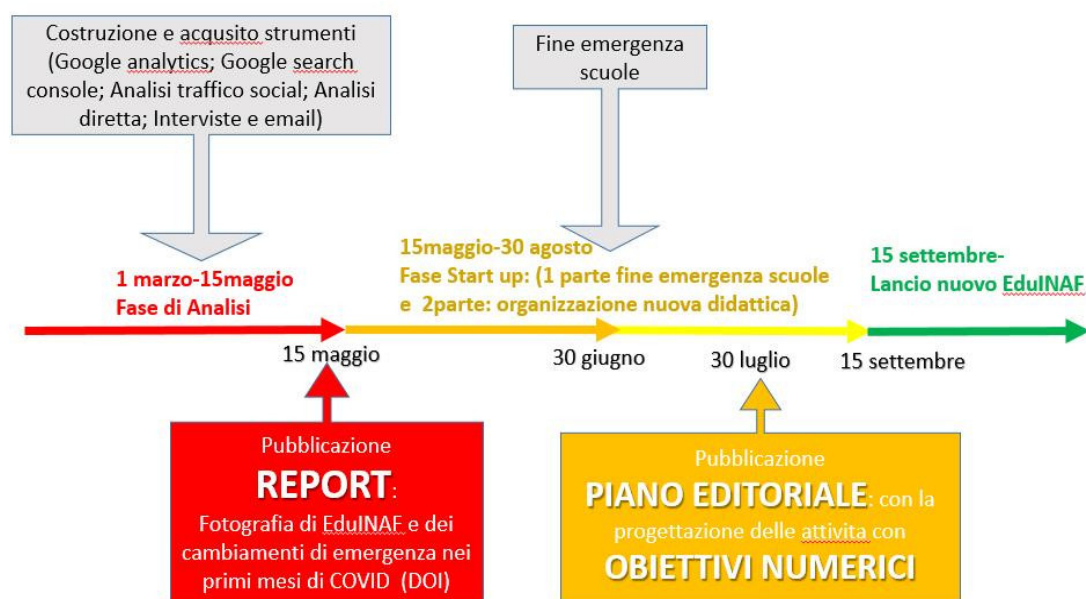 Costruzione e acqusito strumenti
(Google analytics; Google search
console; Analisi traffico social; Analisi
diretta; Interviste e email)
Fine emergenza
scuole
1 marzo-15maggio
Fase di Analisi
15maggio-30 agosto
Fase Start up: (1 parte fine emergenza scuole
e 2parte: organizzazione nuova didattica)
15 settembre-
Lancio nuovo EduINAF
15 maggio
30 giugno
30 luglio
15 settembre
Pubblicazione
REPORT:
Fotografia di EduINAF e dei
cambiamenti di emergenza nei
primi mesi di COVID (DOI)
Pubblicazione
PIANO EDITORIALE: con la
progettazione delle attivita con
OBIETTIVI NUMERICI